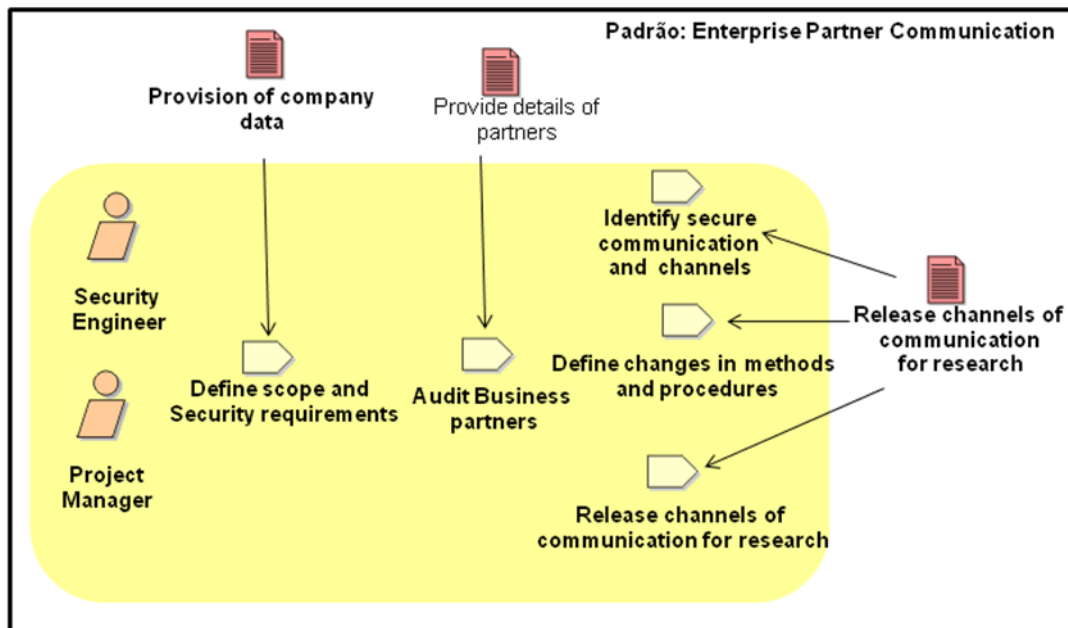 Padrão: Enterprise Partner Communication
Provision of company
data
Provide details of
partners
Identify secure
communication
and channels
Security
Engineer
Release channels of
communication
for research
Define scope and
Security requirements
Audit Business
partners
Define changes in methods
and procedures
Project
Manager
Release channels of
communication for research